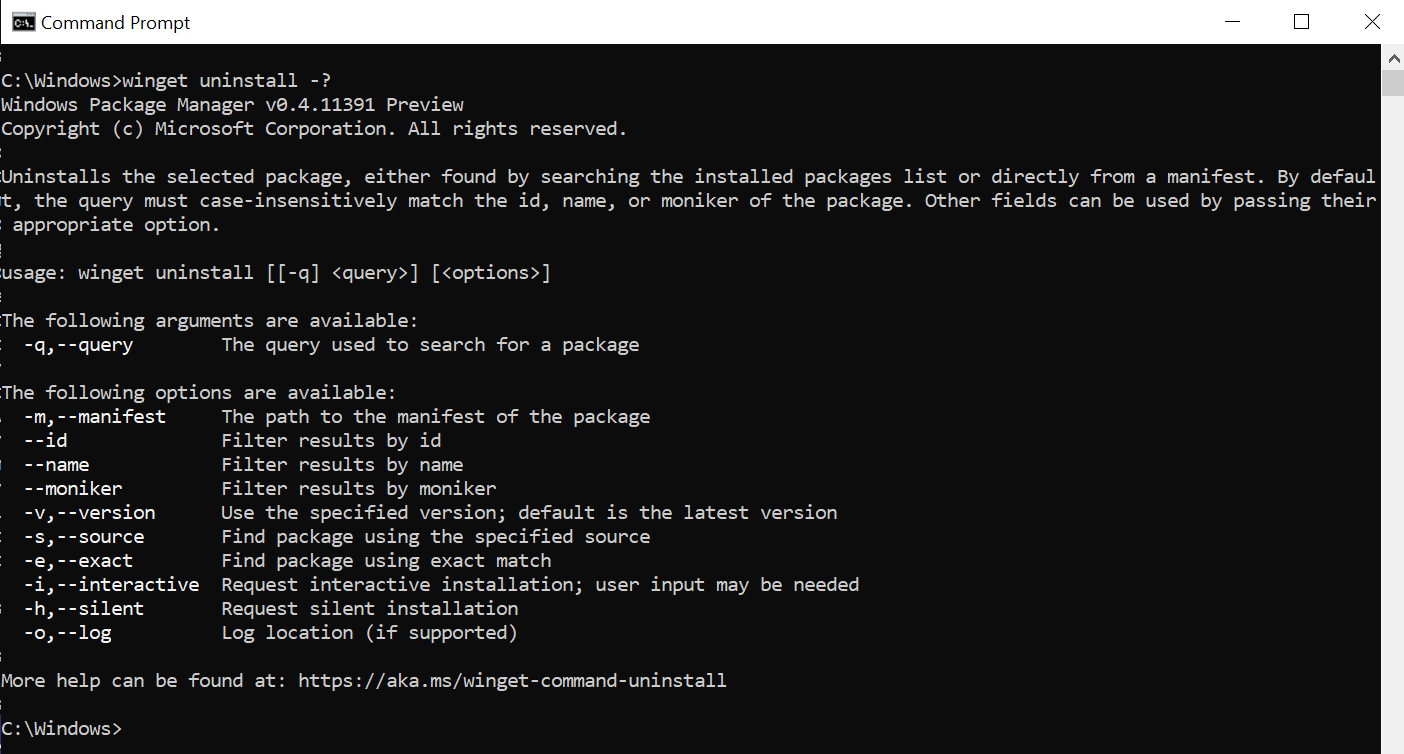 Command Prompt
C:\Windows>winget uninstall -?
Windows Package Manager v0.4.11391 Preview
Copyright (c) Microsoft Corporation. All rights reserved.
Uninstalls the selected package, either found by searching the installed packages list or directly from a manifest. By defaul
t, the query must case-insensitively match the id, name, or moniker of the package. Other fields can be used by passing their
appropriate option.
usage: winget uninstall [[-q] <query>] [<options>]
The following arguments are available:
-q,--query The query used to search for a package
The following options are available:
-m,--manifest The path to the manifest of the package
--id Filter results by id
--name Filter results by name
--moniker Filter results by moniker
-v,--version Use the specified version; default is the latest version
-s,--source Find package using the specified source
-e,--exact Find package using exact match
-i,--interactive Request interactive installation; user input may be needed
-h,--silent Request silent installation
-o,--log Log location (if supported)
More help can be found at: https://aka.ms/winget-command-uninstall
C:\Windows>